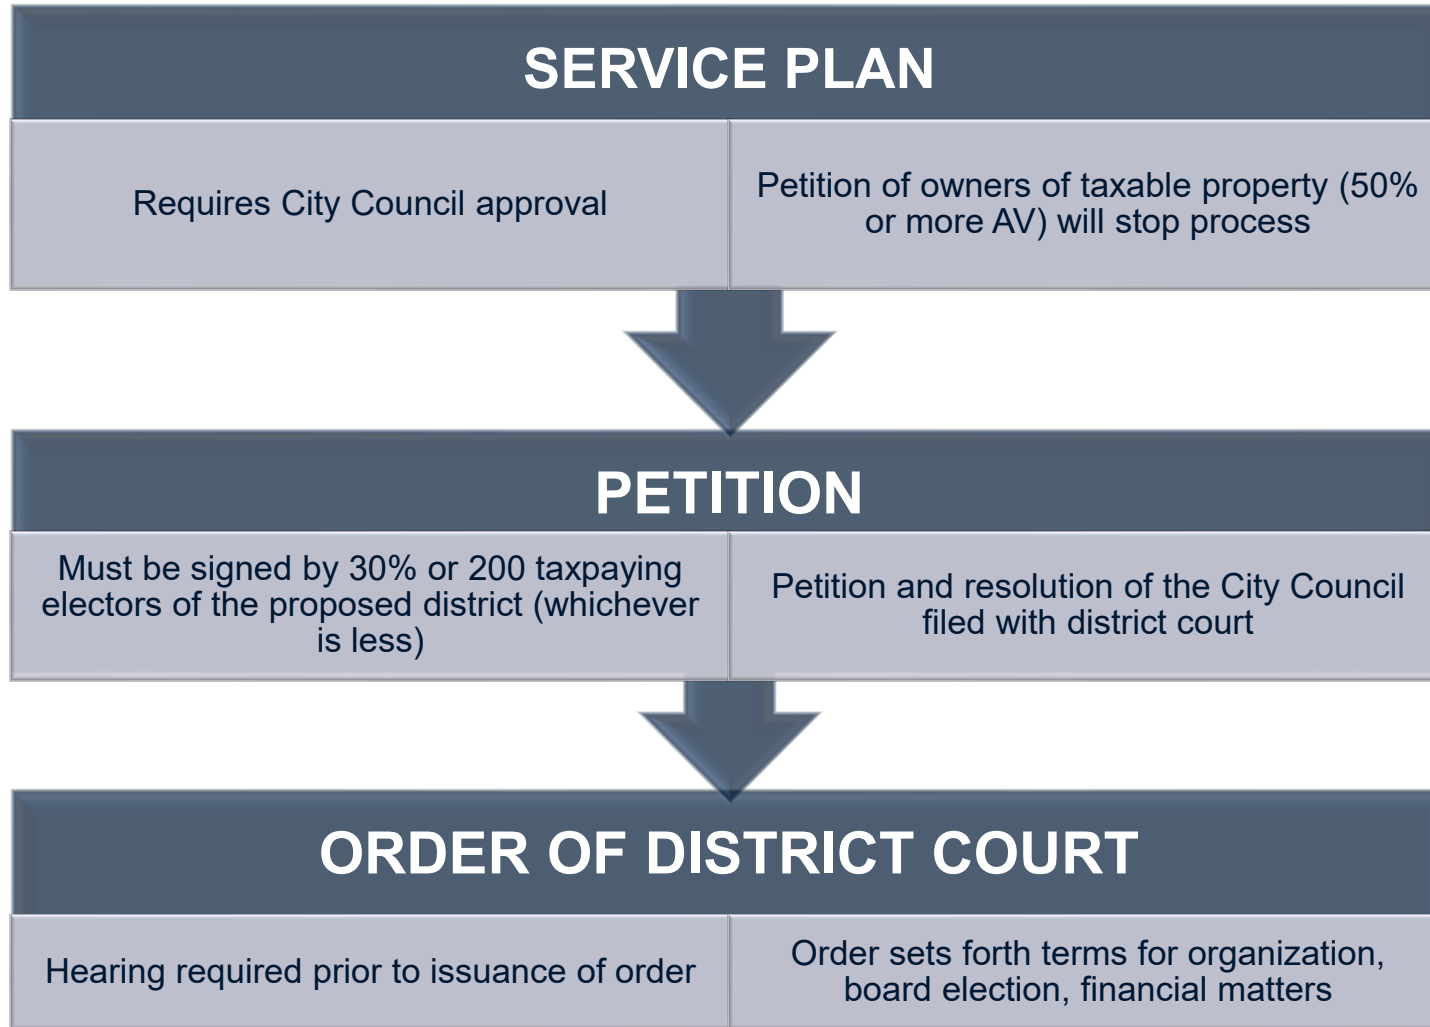 SERVICE PLAN
Requires City Council approval
Petition of owners of taxable property (50%
or more AV) will stop process
PETITION
Must be signed by 30% or 200 taxpaying
electors of the proposed district (whichever
is less)
Petition and resolution of the City Council
filed with district court
ORDER OF DISTRICT COURT
Hearing required prior to issuance of order
Order sets forth terms for organization,
board election, financial matters